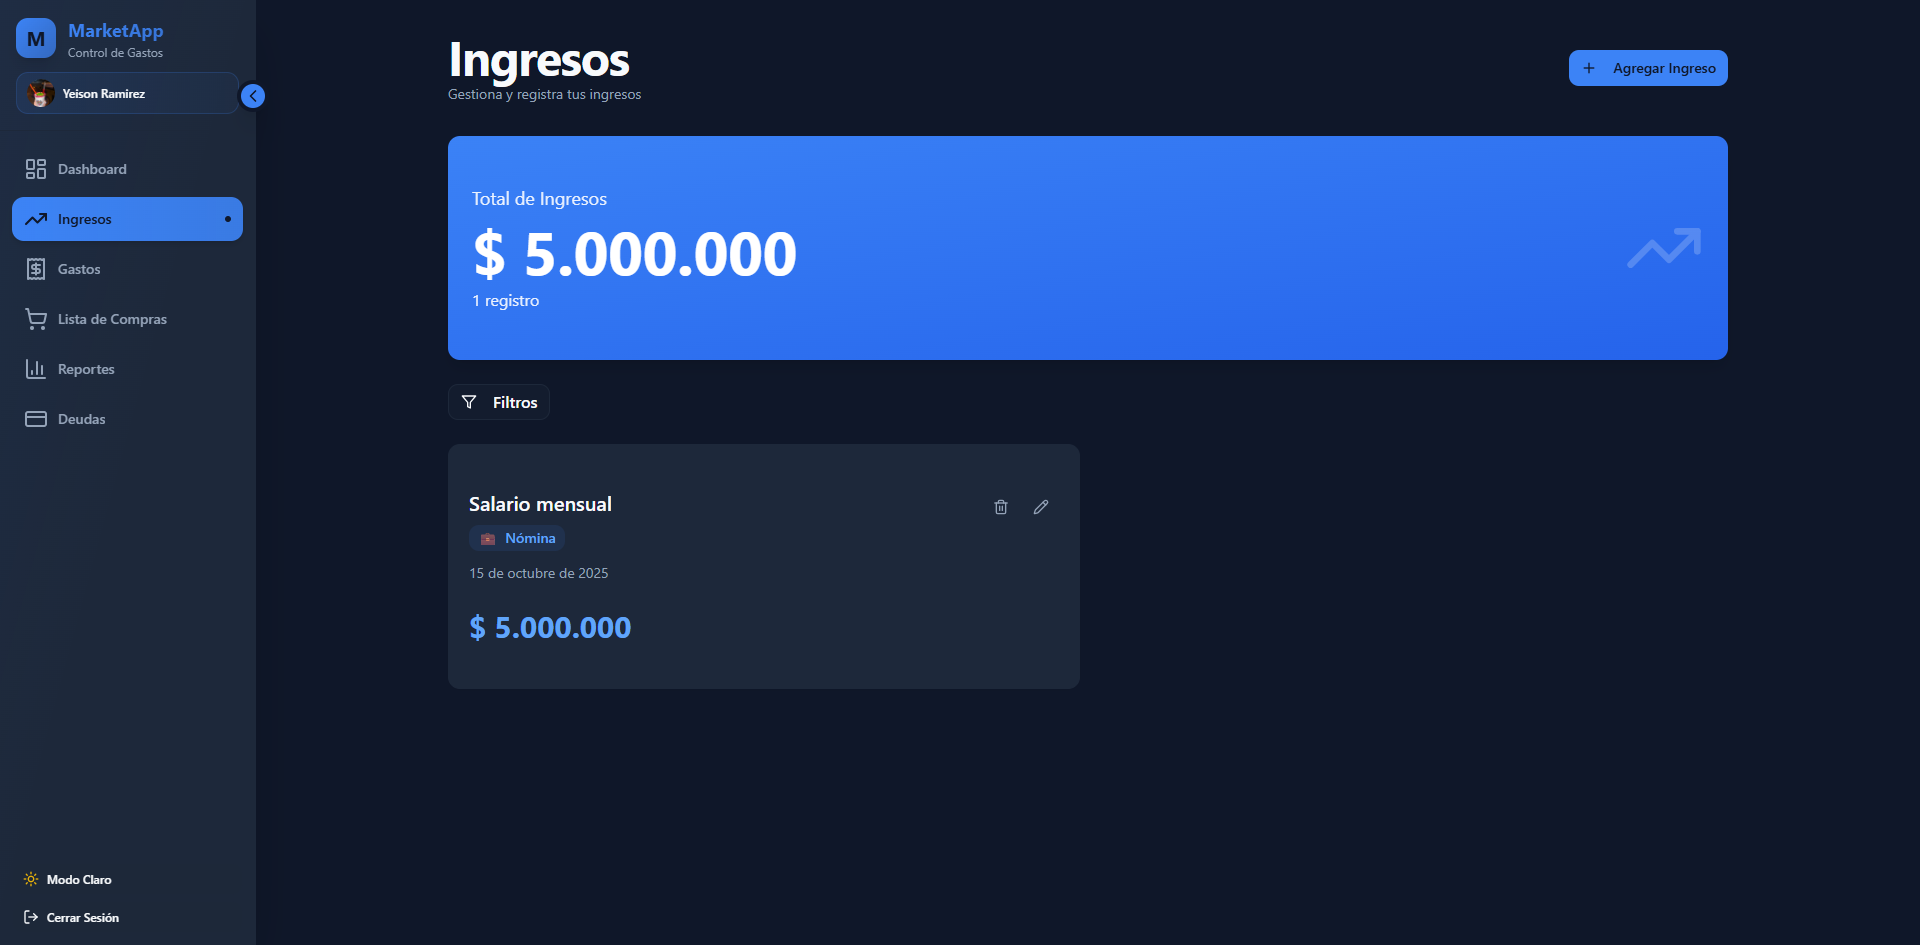 M
MarketApp
Control de Gastos
Yeison Ramirez
Dashboard
Ingresos
Gastos
Lista de Compras
Reportes
Deudas
Modo Claro
Cerrar Sesión
Ingresos
Gestiona y registra tus ingresos
+ Agregar Ingreso
Total de Ingresos
$ 5.000.000
1 registro
Filtros
Salario mensual
Nómina
15 de octubre de 2025
$ 5.000.000